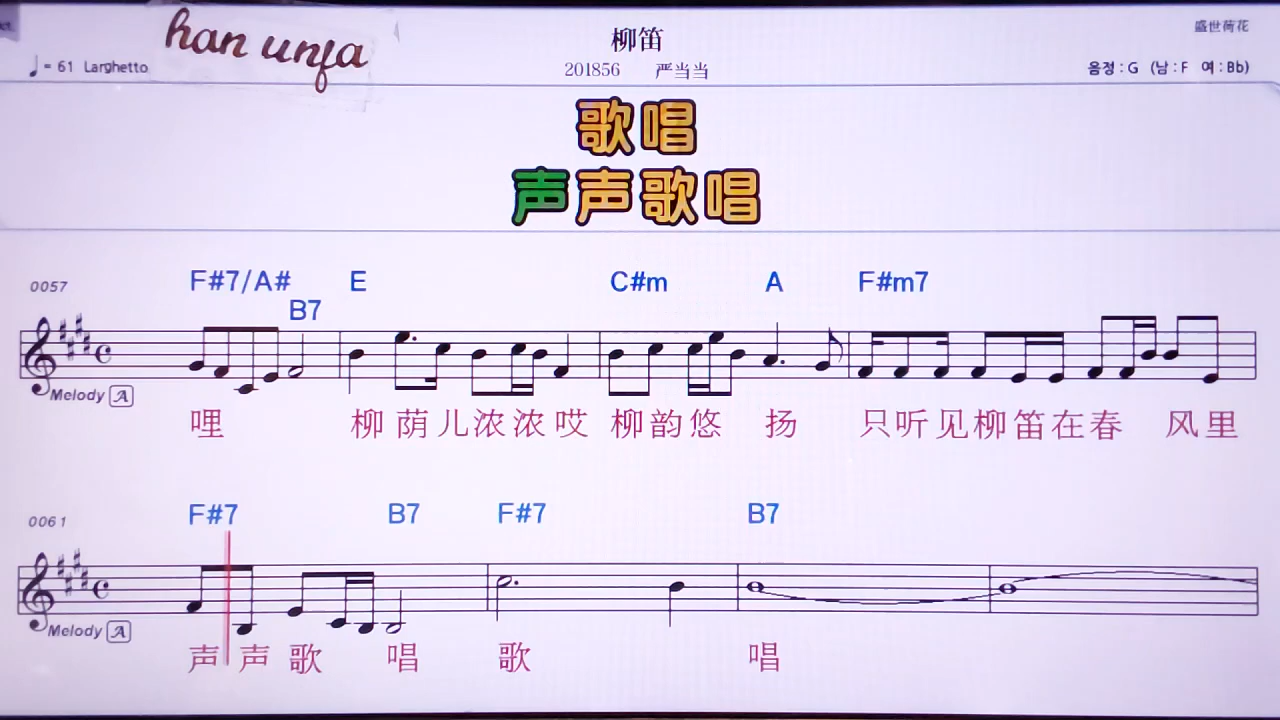 han unfa
柳笛
盛世荷花
♩= 61 Larghetto
201856 严当当
음정 : G (남 : F 여 : Bb)
歌唱
声声歌唱
0057
F#7/A# B7 E C#m A F#m7
Melody A
哩 柳荫儿浓浓哎 柳韵悠扬 只听见柳笛在春风里
0061
F#7 B7 F#7 B7
Melody A
声声歌唱 歌 唱